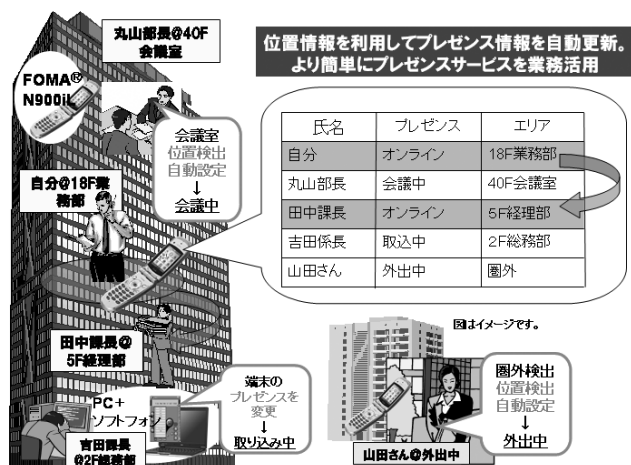 丸山部長@40F
会議室
位置情報を利用してプレゼンス情報を自動更新。
より簡単にプレゼンスサービスを業務活用
FOMA®
N900iL
会議室
位置検出
自動設定
↓
会議中
氏名 プレゼンス エリア
自分 オンライン 18F業務部
丸山部長 会議中 40F会議室
田中課長 オンライン 5F経理部
吉田係長 取込中 2F総務部
山田さん 外出中 圏外
自分@18F業
務部
図はイメージです。
田中課長@
5F経理部
PC+
ソフトフォン
端末の
プレゼンスを
変更
↓
取り込み中
吉田課長
@2F総務部
圏外検出
位置検出
自動設定
↓
外出中
山田さん@外出中